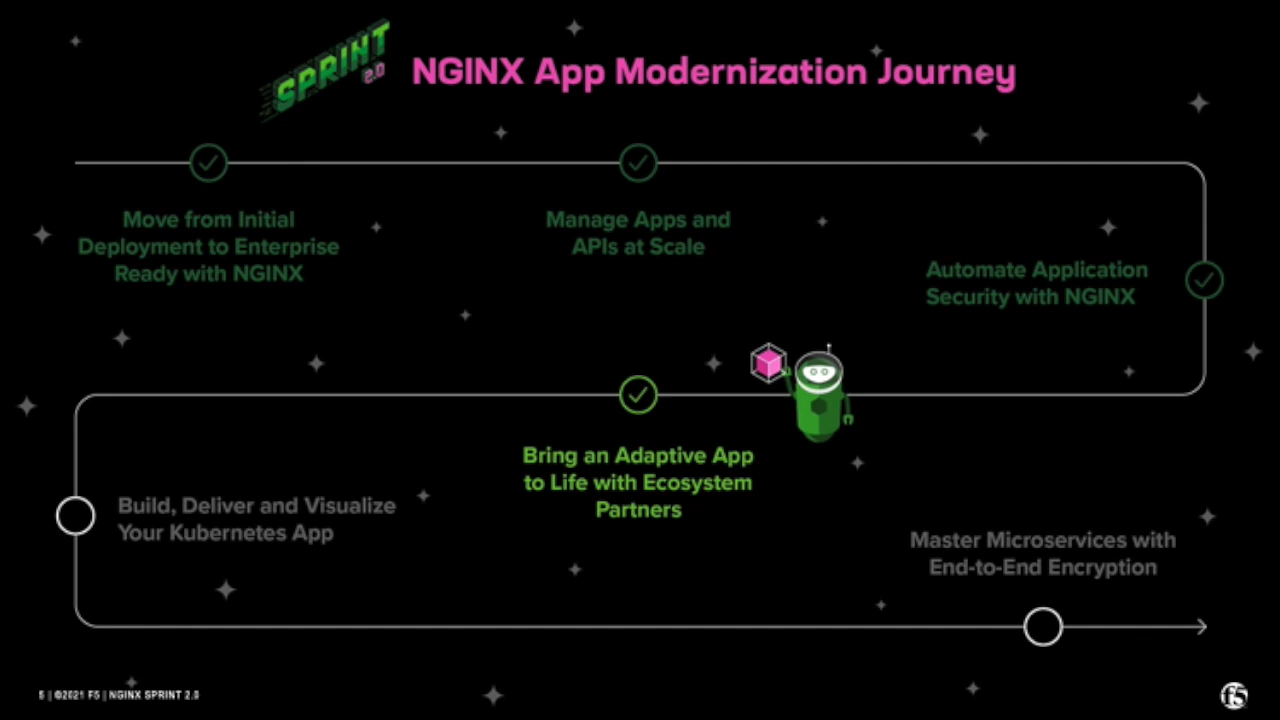 SPRINT
2.0
NGINX App Modernization Journey
Move from Initial
Deployment to Enterprise
Ready with NGINX
Manage Apps and
APIs at Scale
Automate Application
Security with NGINX
Bring an Adaptive App
to Life with Ecosystem
Partners
Build, Deliver and Visualize
Your Kubernetes App
Master Microservices with
End-to-End Encryption
5 | ©2021 F5 | NGINX SPRINT 2.0
f5